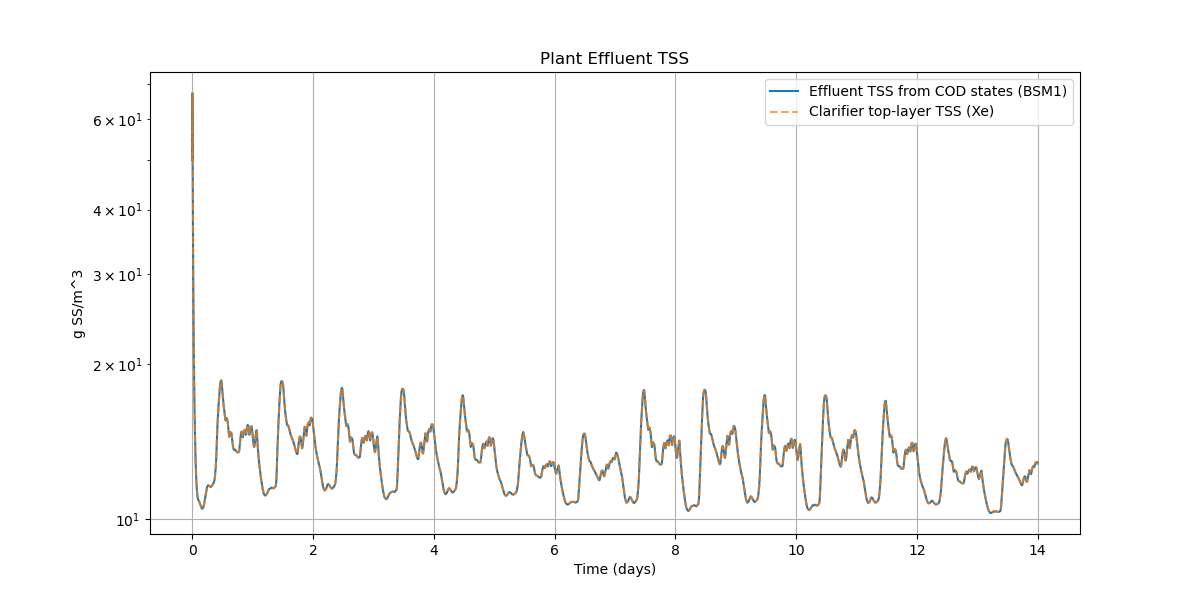 Plant Effluent TSS
Effluent TSS from COD states (BSM1)
Clarifier top-layer TSS (Xe)
g SS/m^3
6 × 10¹
4 × 10¹
3 × 10¹
2 × 10¹
10¹
0 2 4 6 8 10 12 14
Time (days)